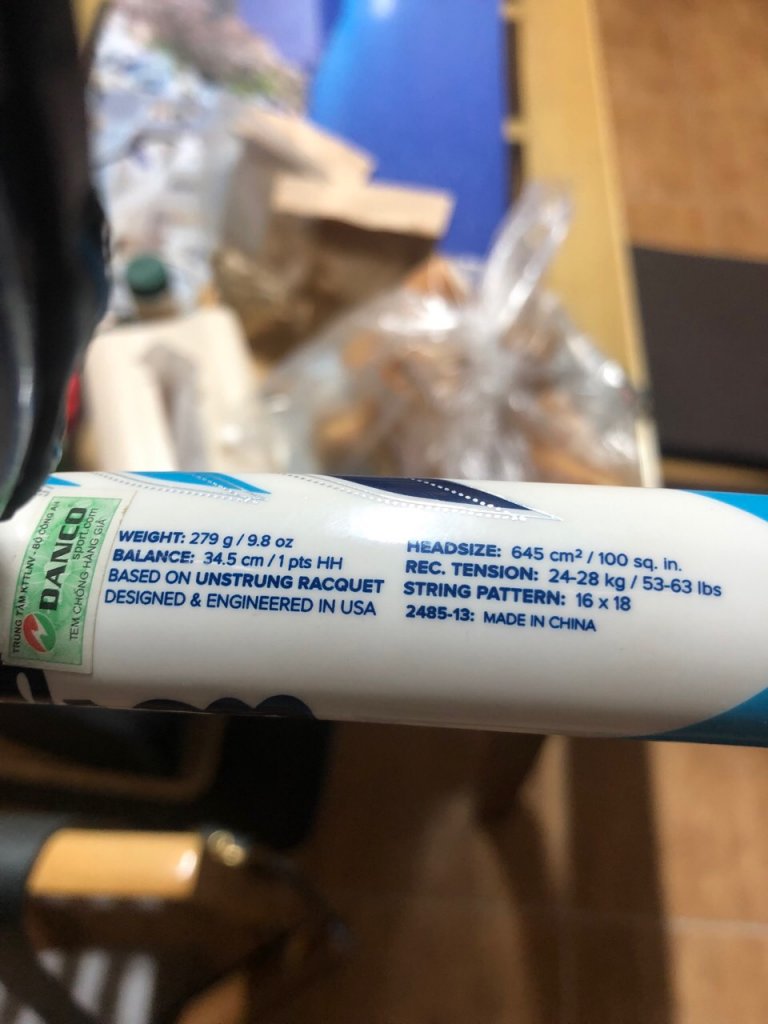 TRUNG TÂM KTTLNV - BỘ CÔNG AN
DANCO
sport.com
TEM CHỐNG HÀNG GIẢ
WEIGHT: 279 g / 9.8 oz
BALANCE: 34.5 cm / 1 pts HH
BASED ON UNSTRUNG RACQUET
DESIGNED & ENGINEERED IN USA
HEADSIZE: 645 cm² / 100 sq. in.
REC. TENSION: 24-28 kg / 53-63 lbs
STRING PATTERN: 16 x 18
2485-13: MADE IN CHINA